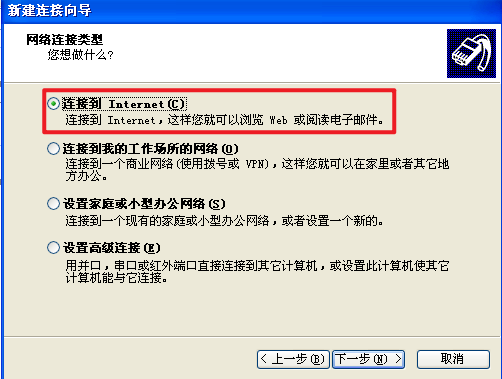 新建连接向导
网络连接类型
您想做什么?
连接到 Internet(C)
连接到 Internet,这样您就可以浏览 Web 或阅读电子邮件。
连接到我的工作场所的网络(O)
连接到一个商业网络(使用拨号或 VPN),这样您就可以在家里或者其它地
方办公。
设置家庭或小型办公网络(S)
连接到一个现有的家庭或小型办公网络,或者设置一个新的。
设置高级连接(E)
用并口,串口或红外端口直接连接到其它计算机,或设置此计算机使其它
计算机能与它连接。
< 上一步(B) 下一步(N) > 取消